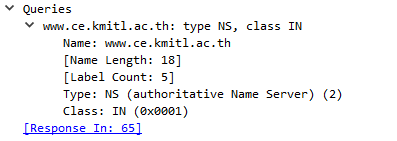 Queries
www.ce.kmitl.ac.th: type NS, class IN
Name: www.ce.kmitl.ac.th
[Name Length: 18]
[Label Count: 5]
Type: NS (authoritative Name Server) (2)
Class: IN (0x0001)
[Response In: 65]